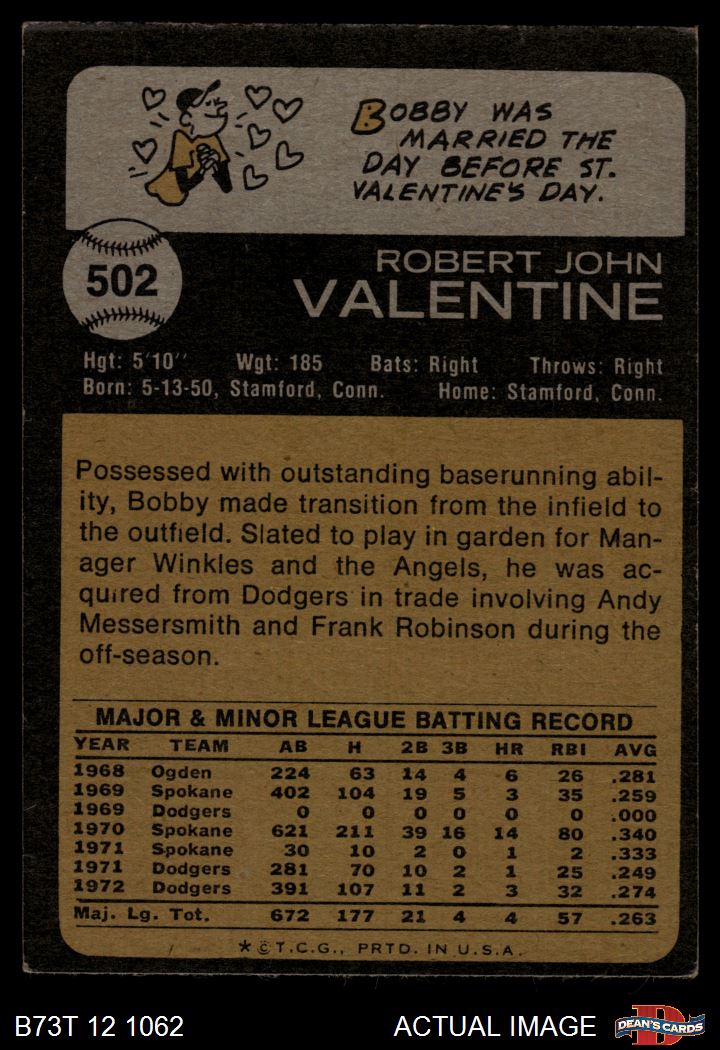 BOBBY WAS
MARRIED THE
DAY BEFORE ST.
VALENTINE'S DAY.
502
ROBERT JOHN
VALENTINE
Hgt: 5'10" Wgt: 185 Bats: Right Throws: Right
Born: 5-13-50, Stamford, Conn. Home: Stamford, Conn.
Possessed with outstanding baserunning abil-
ity, Bobby made transition from the infield to
the outfield. Slated to play in garden for Man-
ager Winkles and the Angels, he was ac-
quired from Dodgers in trade involving Andy
Messersmith and Frank Robinson during the
off-season.
MAJOR & MINOR LEAGUE BATTING RECORD
YEAR TEAM AB H 2B 3B HR RBI AVG
1968 Ogden 224 63 14 4 6 26 .281
1969 Spokane 402 104 19 5 3 35 .259
1969 Dodgers 0 0 0 0 0 0 .000
1970 Spokane 621 211 39 16 14 80 .340
1971 Spokane 30 10 2 0 1 2 .333
1971 Dodgers 281 70 10 2 1 25 .249
1972 Dodgers 391 107 11 2 3 32 .274
Maj. Lg. Tot. 672 177 21 4 4 57 .263
*©T.C.G., PRTD. IN U.S.A.
B73T 12 1062 ACTUAL IMAGE DEAN'S CARDS